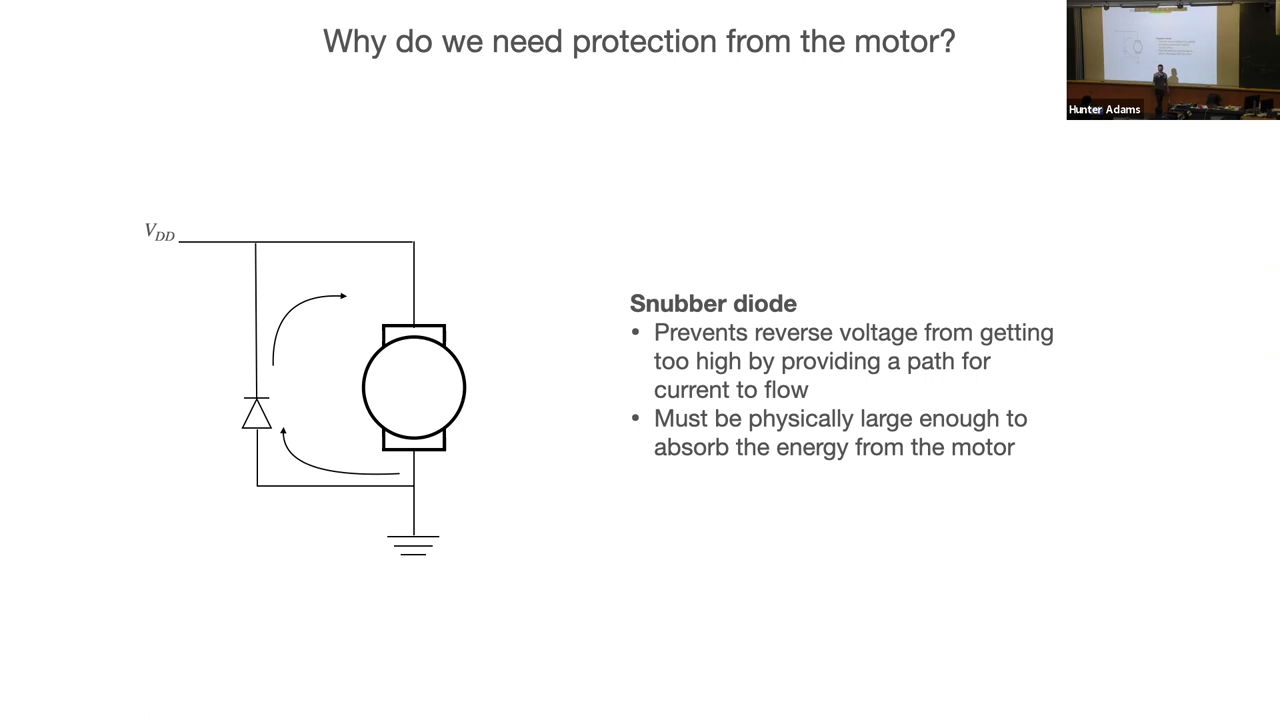 Why do we need protection from the motor?
Hunter Adams
V_DD
Snubber diode
• Prevents reverse voltage from getting
too high by providing a path for
current to flow
• Must be physically large enough to
absorb the energy from the motor